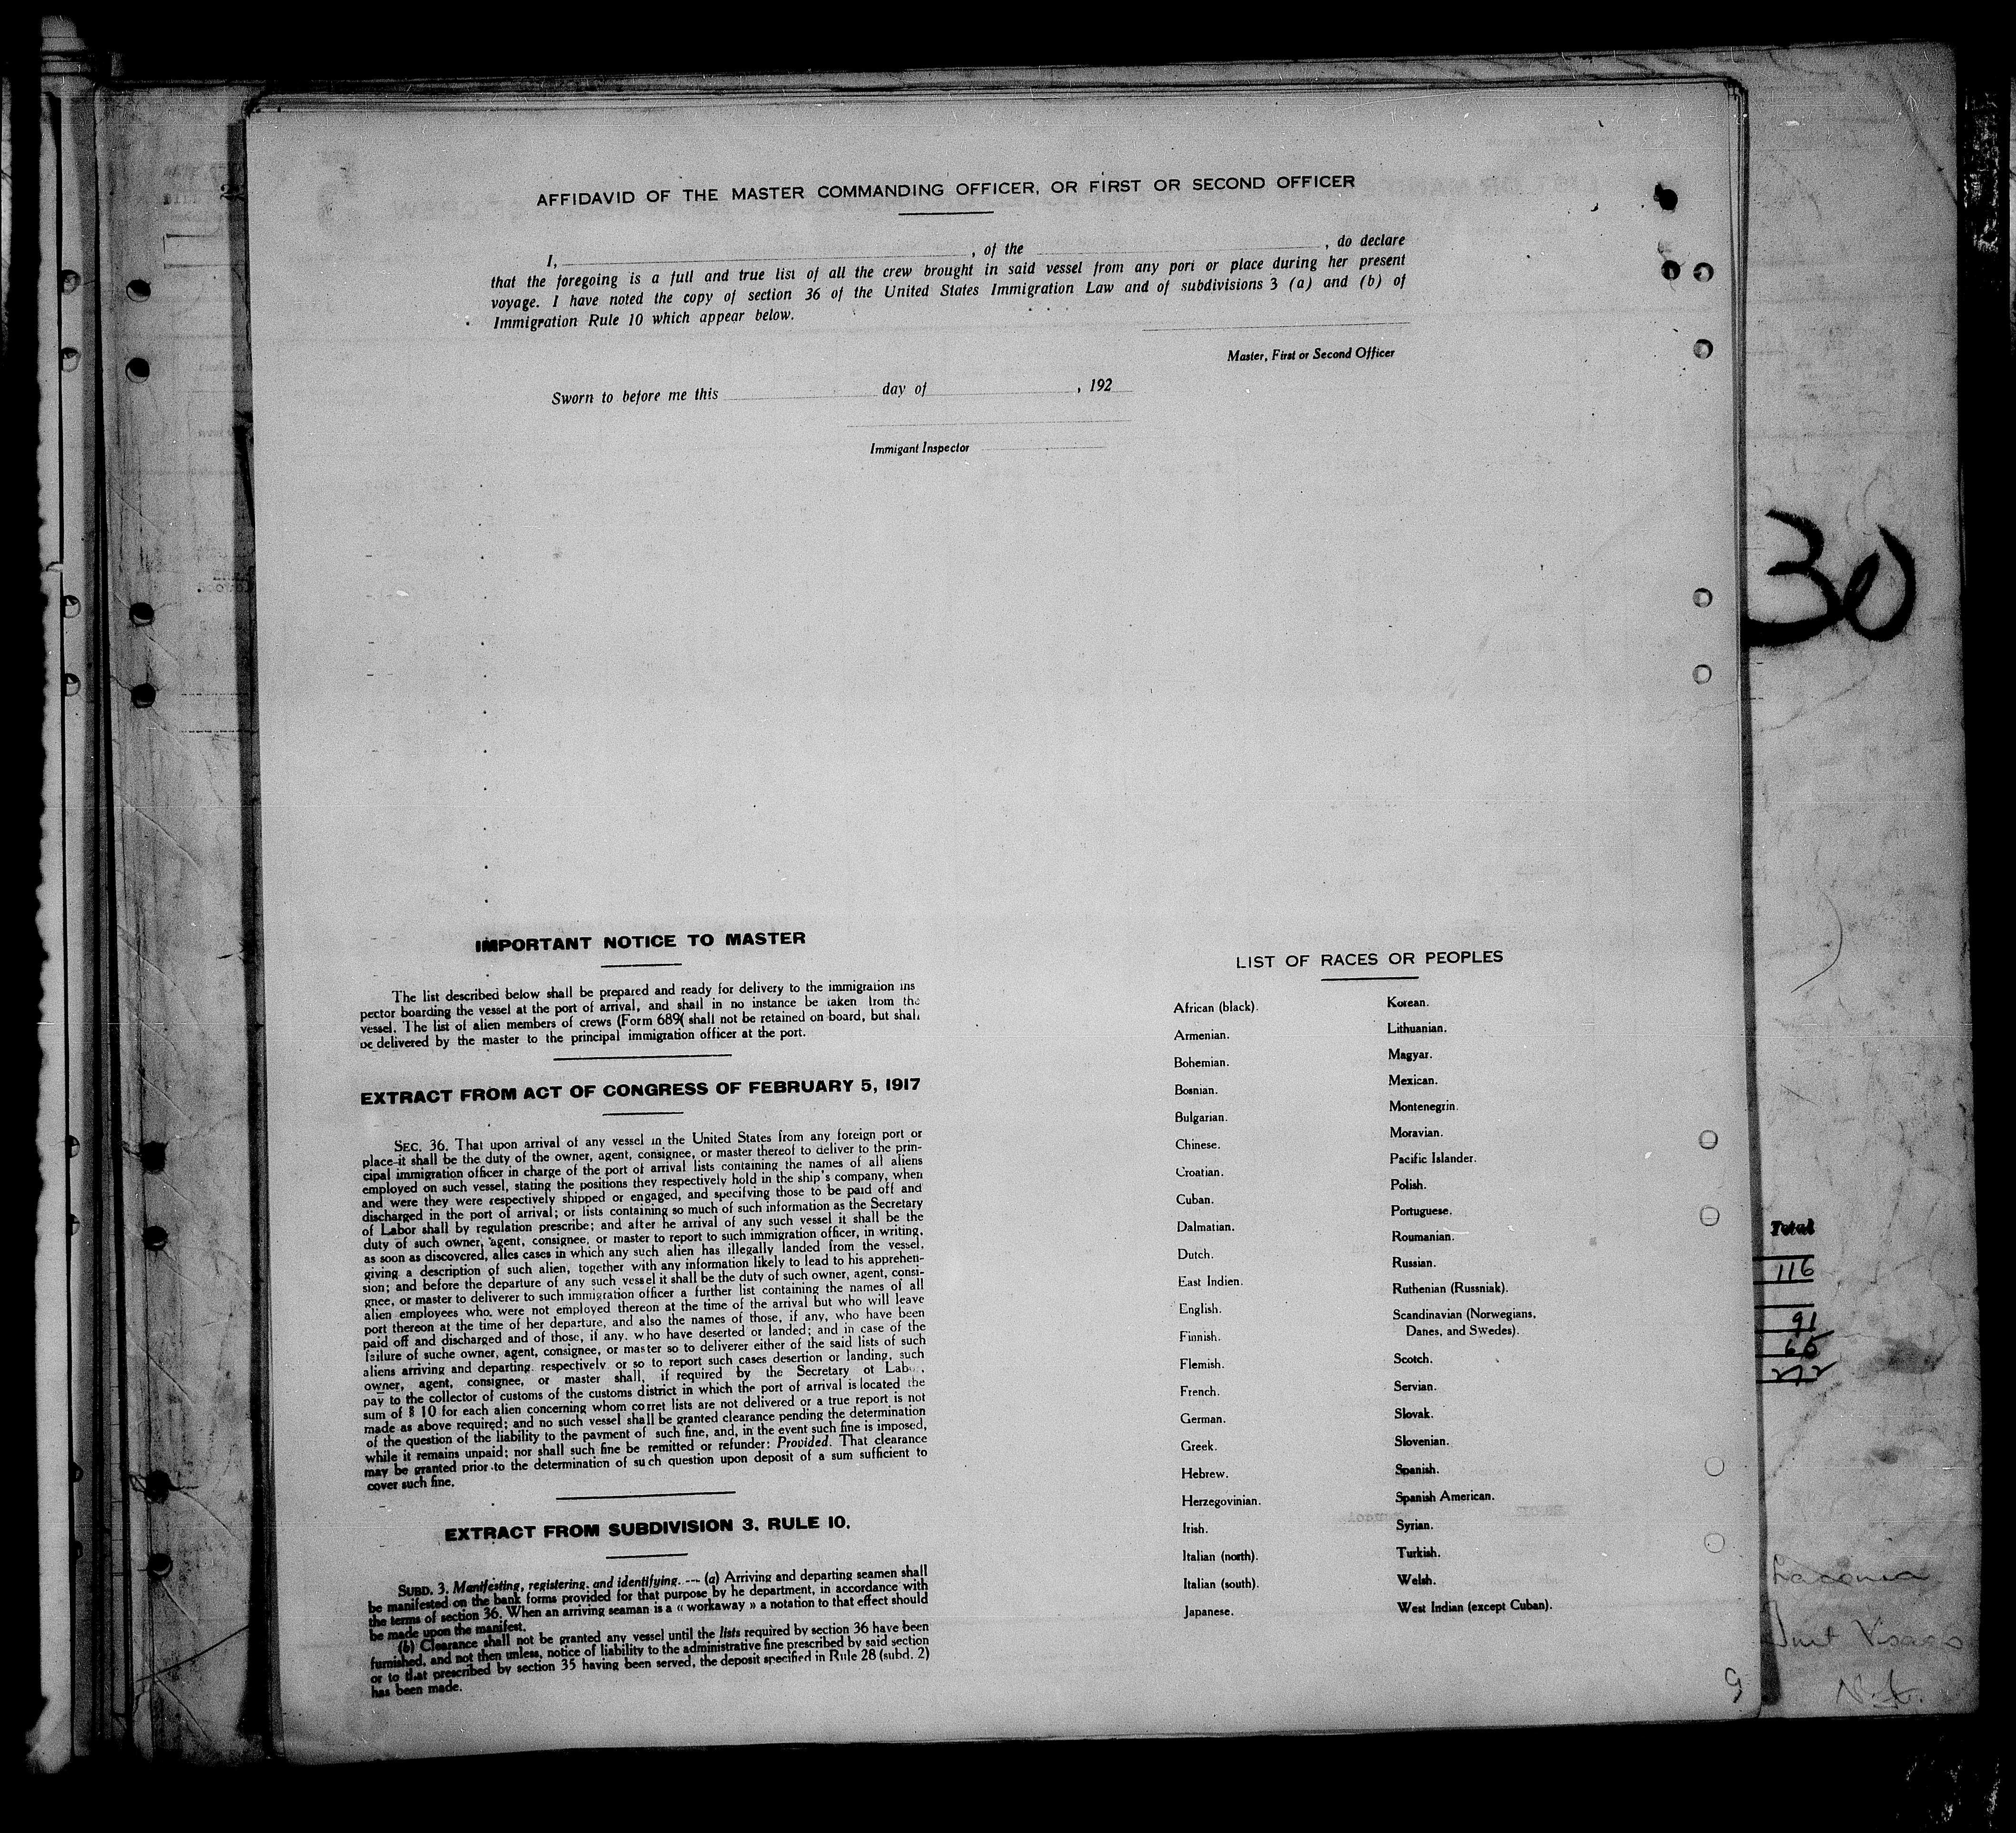 AFFIDAVID OF THE MASTER COMMANDING OFFICER, OR FIRST OR SECOND OFFICER
I, , of the , do declare
that the foregoing is a full and true list of all the crew brought in said vessel from any port or place during her present
voyage. I have noted the copy of section 36 of the United States Immigration Law and of subdivisions 3 (a) and (b) of
Immigration Rule 10 which appear below.
Master, First or Second Officer
Sworn to before me this day of , 192
Immigant Inspector
30
IMPORTANT NOTICE TO MASTER
The list described below shall be prepared and ready for delivery to the immigration ins
pector boarding the vessel at the port of arrival, and shall in no instance be taken from the
vessel. The list of alien members of crews (Form 689( shall not be retained on board, but shall
be delivered by the master to the principal immigration officer at the port.
EXTRACT FROM ACT OF CONGRESS OF FEBRUARY 5, 1917
SEC. 36. That upon arrival of any vessel in the United States from any foreign port or
place-it shall be the duty of the owner, agent, consignee, or master thereof to deliver to the prin-
cipal immigration officer in charge of the port of arrival lists containing the names of all aliens
employed on such vessel, stating the positions they respectively hold in the ship's company, when
and were they were respectively shipped or engaged, and specifying those to be paid off and
discharged in the port of arrival; or lists containing so much of such information as the Secretary
of Labor shall by regulation prescribe; and after he arrival of any such vessel it shall be the
duty of such owner, agent, consignee, or master to report to such immigration officer, in writing,
as soon as discovered, alles cases in which any such alien has illegally landed from the vessel,
giving a description of such alien, together with any information likely to lead to his apprehen-
sion; and before the departure of any such vessel it shall be the duty of such owner, agent, consi-
gnee, or master to deliverer to such immigration officer a further list containing the names of all
alien employees who were not employed thereon at the time of the arrival but who will leave
port thereon at the time of her departure, and also the names of those, if any, who have been
paid off and discharged and of those, if any, who have deserted or landed; and in case of the
failure of suche owner, agent, consignee, or master so to deliverer either of the said lists of such
aliens arriving and departing, respectively or so to report such cases desertion or landing, such
owner, agent, consignee, or master shall, if required by the Secretary of Labor,
pay to the collector of customs of the customs district in which the port of arrival is located the
sum of $ 10 for each alien concerning whom corret lists are not delivered or a true report is not
made as above required; and no such vessel shall be granted clearance pending the determination
of the question of the liability to the payment of such fine, and, in the event such fine is imposed,
while it remains unpaid; nor shall such fine be remitted or refunder: Provided. That clearance
may be granted prior to the determination of such question upon deposit of a sum sufficient to
cover such fine.
EXTRACT FROM SUBDIVISION 3. RULE 10.
SUBD. 3. Manifesting, registering, and identifying. -- (a) Arriving and departing seamen shall
be manifested on the bank forms provided for that purpose by he department, in accordance with
the terms of section 36. When an arriving seaman is a « workaway » a notation to that effect should
be made upon the manifest.
(b) Clearance shall not be granted any vessel until the lists required by section 36 have been
furnished, and not then unless, notice of liability to the administrative fine prescribed by said section
or to that prescribed by section 35 having been served, the deposit specified in Rule 28 (subd. 2)
has been made.
LIST OF RACES OR PEOPLES
African (black).
Armenian.
Bohemian.
Bosnian.
Bulgarian.
Chinese.
Croatian.
Cuban.
Dalmatian.
Dutch.
East Indien.
English.
Finnish.
Flemish.
French.
German.
Greek.
Hebrew.
Herzegovinian.
Irish.
Italian (north).
Italian (south).
Japanese.
Korean.
Lithuanian.
Magyar.
Mexican.
Montenegrin.
Moravian.
Pacific Islander.
Polish.
Portuguese.
Roumanian.
Russian.
Ruthenian (Russniak).
Scandinavian (Norwegians,
Danes, and Swedes).
Scotch.
Servian.
Slovak.
Slovenian.
Spanish.
Spanish American.
Syrian.
Turkish.
Welsh.
West Indian (except Cuban).
Total
116
91
65
272
Laconia
9